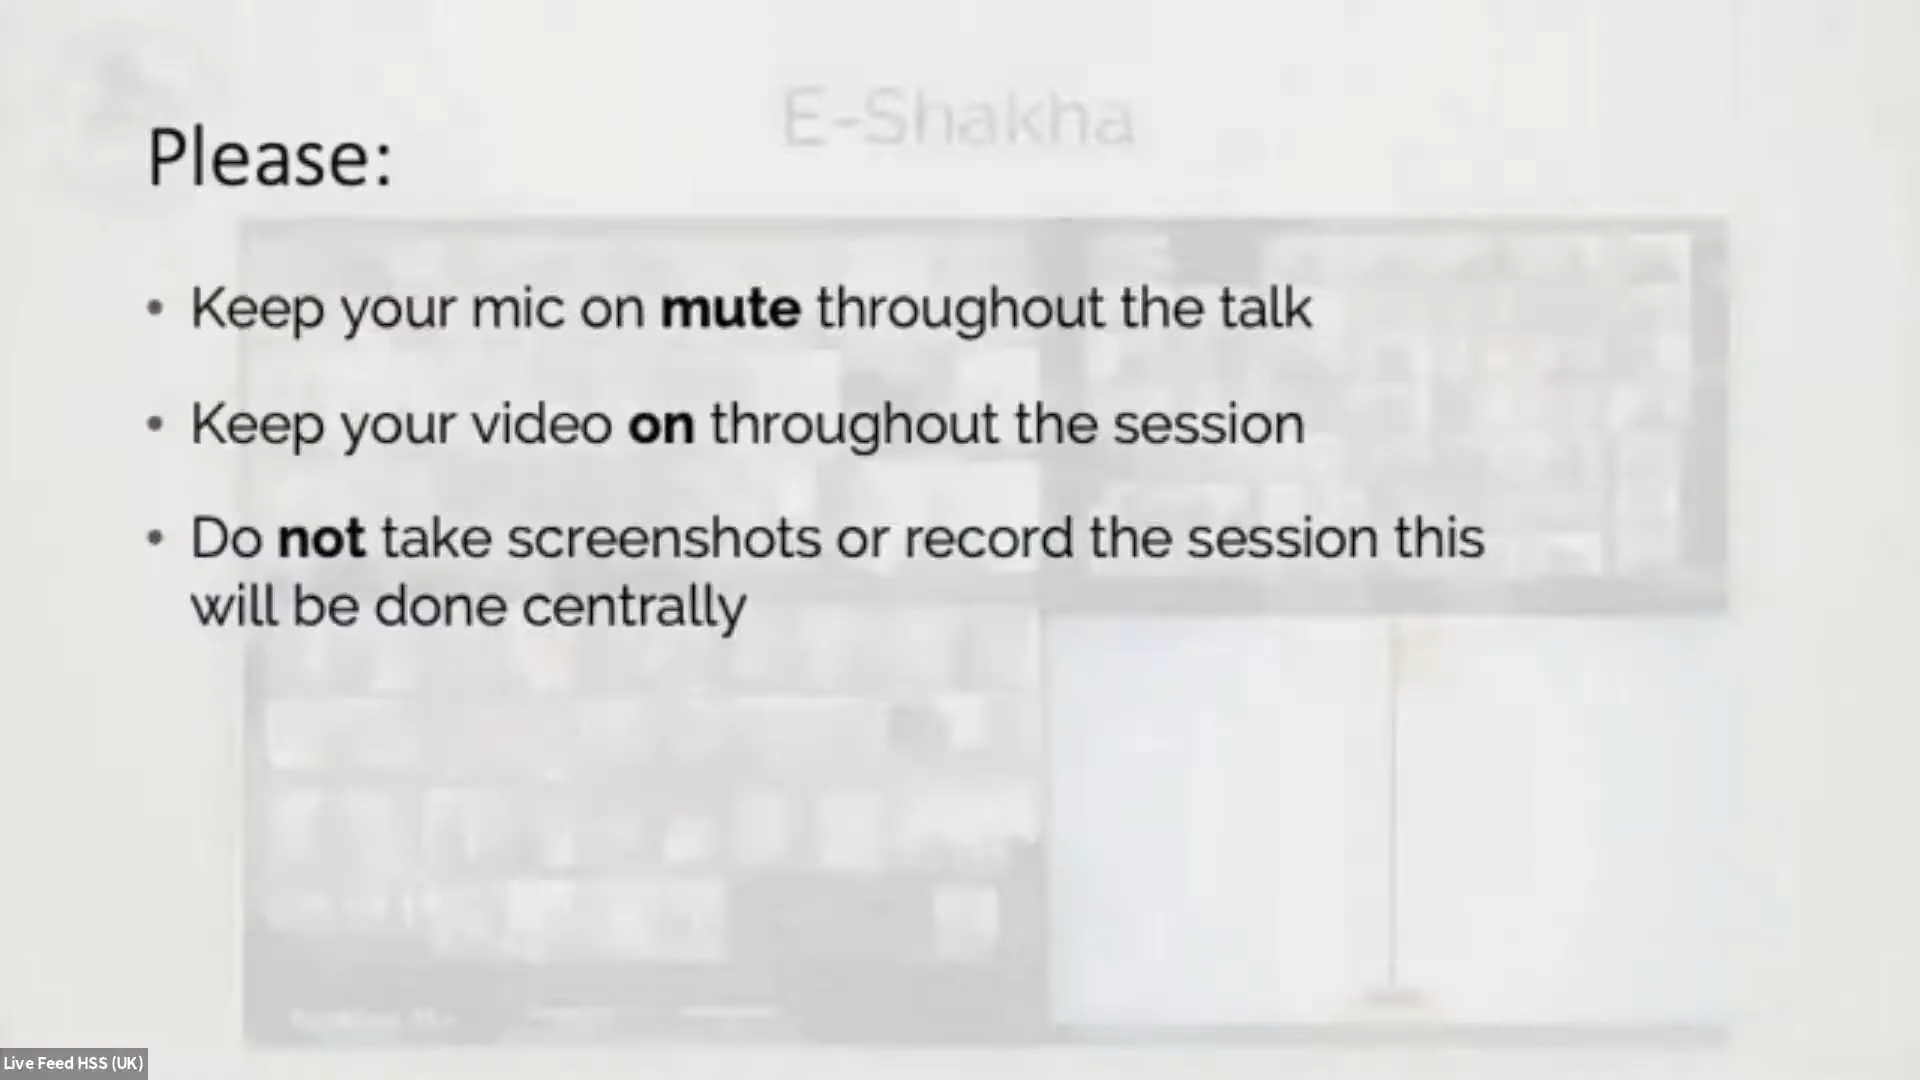 E-Shakha
Please:
• Keep your mic on mute throughout the talk
• Keep your video on throughout the session
• Do not take screenshots or record the session this
will be done centrally
Live Feed HSS (UK)